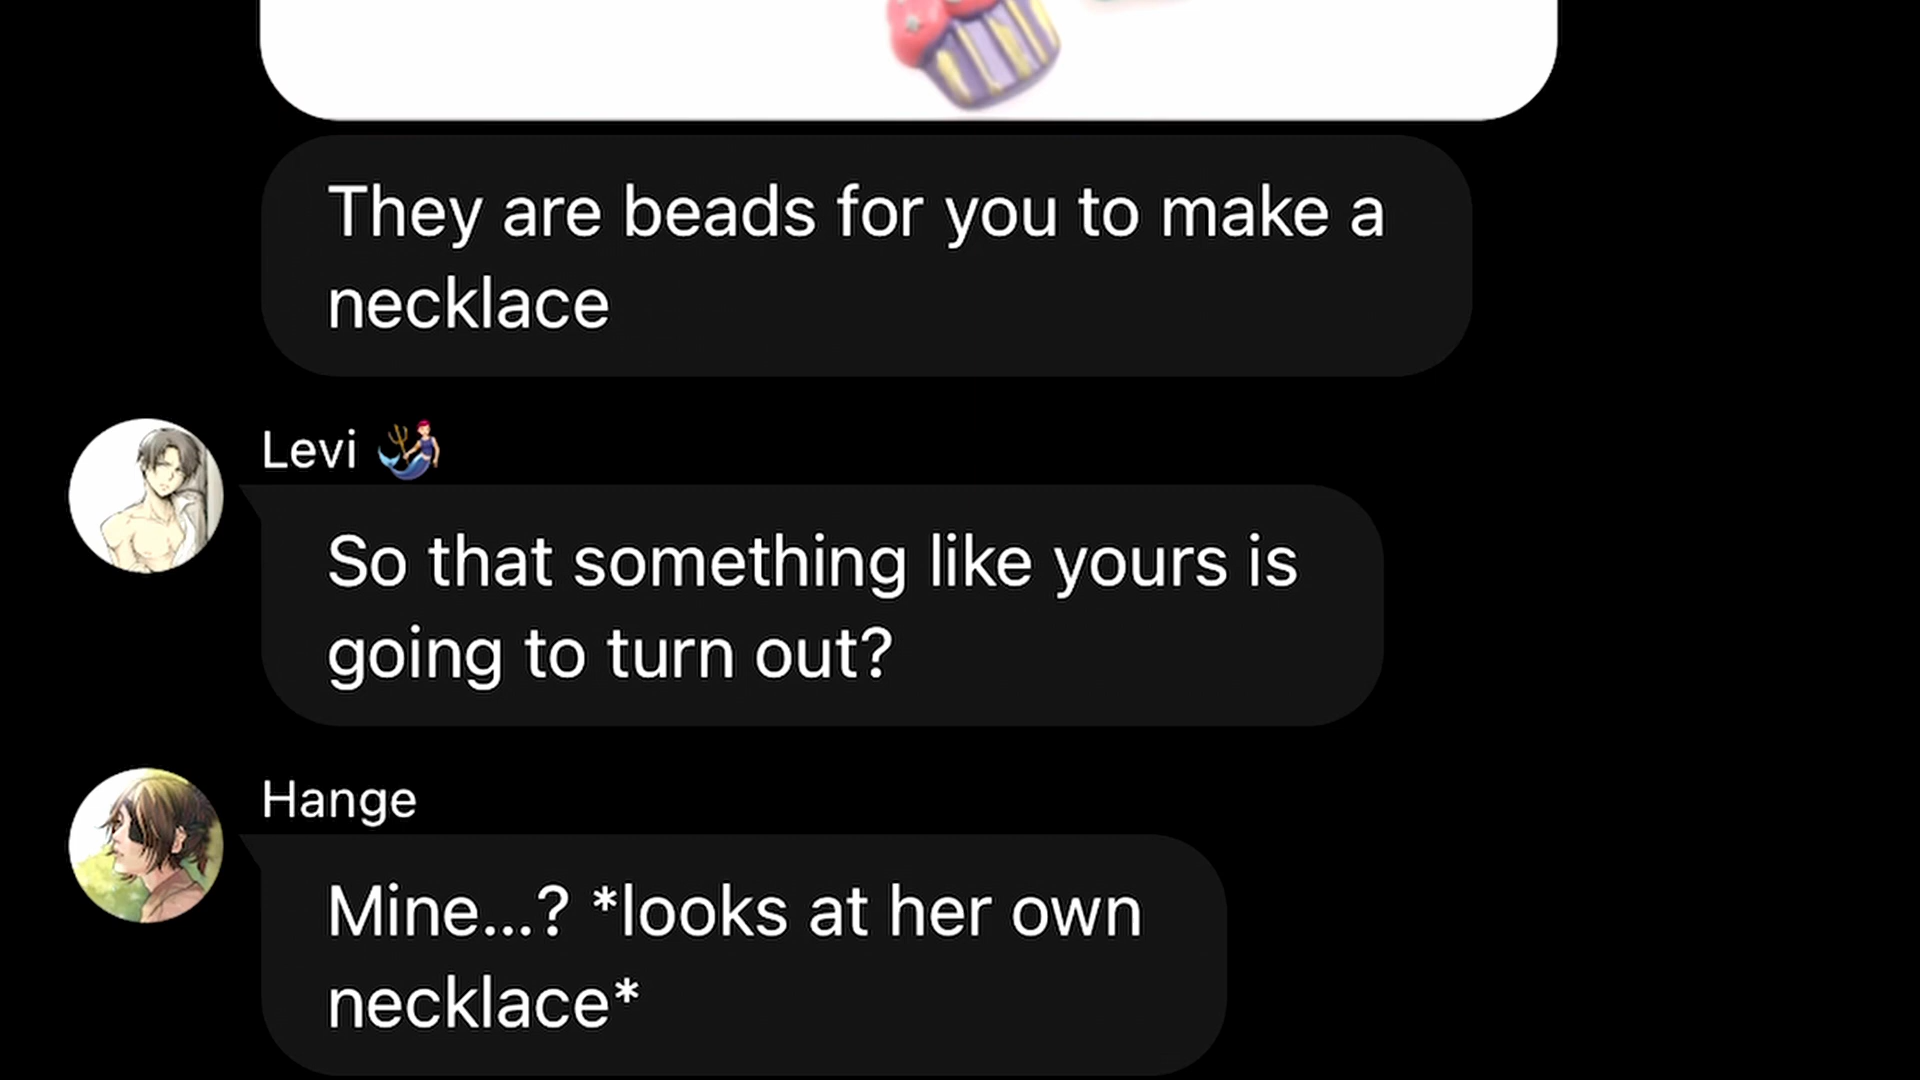 They are beads for you to make a
necklace
Levi 🧜‍♂️
So that something like yours is
going to turn out?
Hange
Mine...? *looks at her own
necklace*